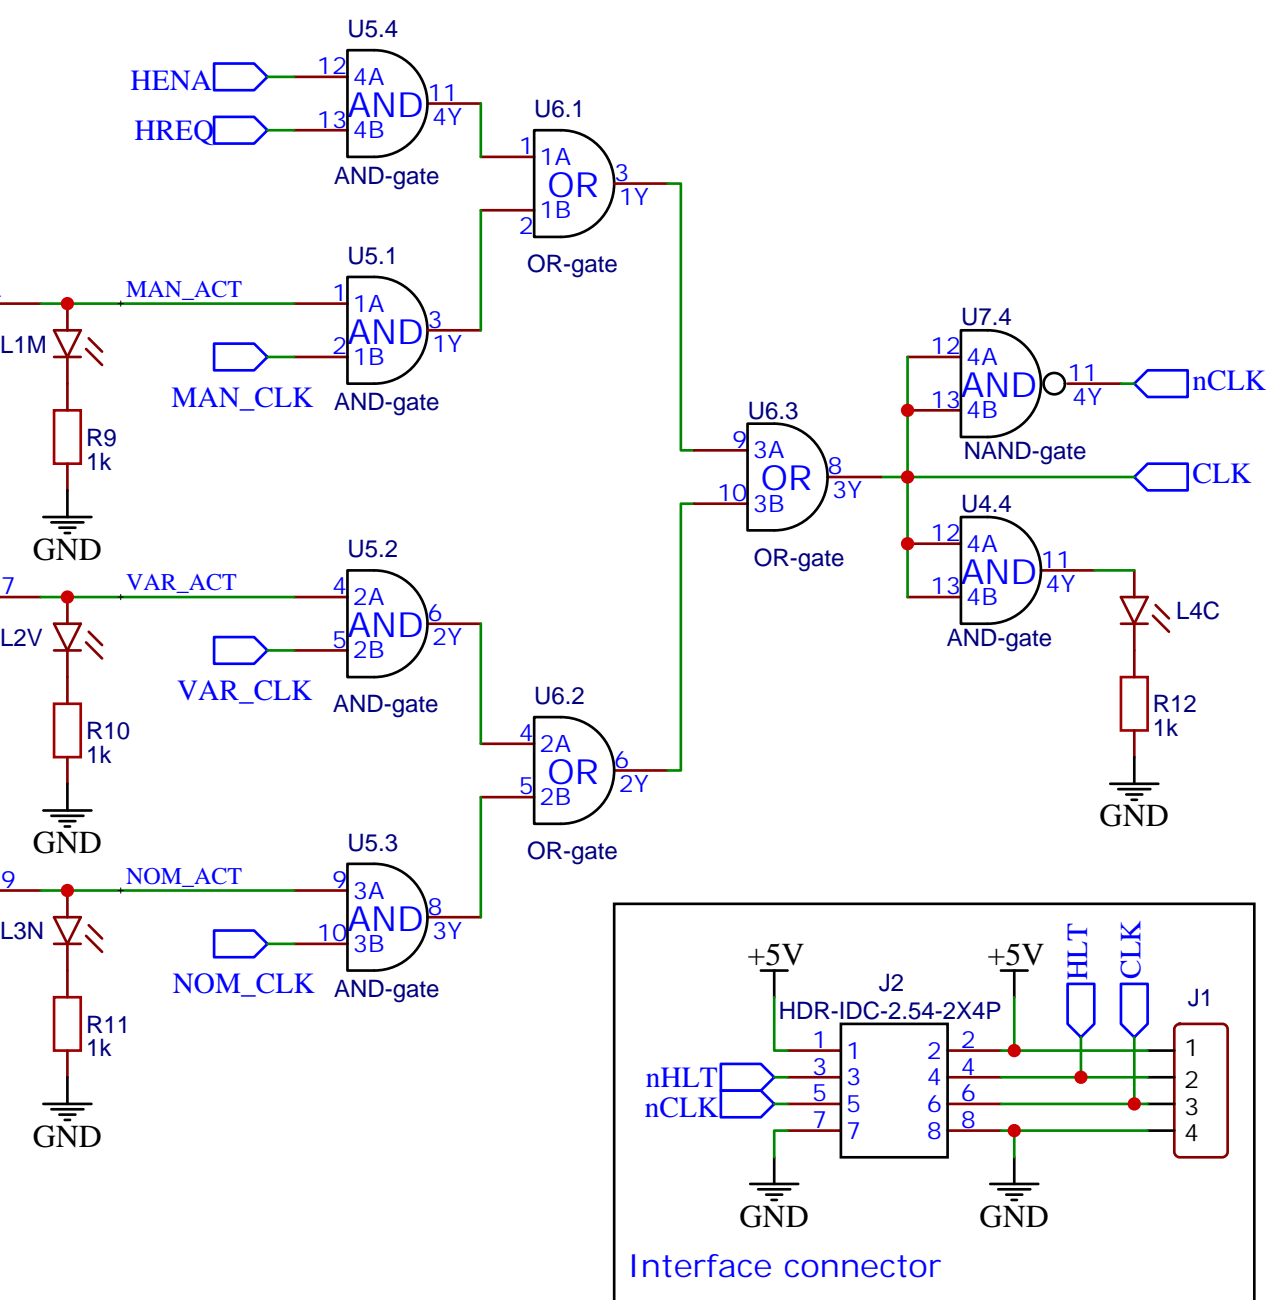 U5.4
HENA
12
4A
AND
11
4Y
HREQ
13
4B
AND-gate
U6.1
1
1A
OR
3
1Y
1B
2
OR-gate
U5.1
MAN_ACT
1
1A
AND
3
1Y
2
1B
MAN_CLK
AND-gate
L1M
R9
1k
GND
U7.4
12
4A
AND
11
4Y
nCLK
13
4B
NAND-gate
U6.3
9
3A
OR
8
3Y
10
3B
OR-gate
CLK
U4.4
12
4A
AND
11
4Y
13
4B
AND-gate
L4C
R12
1k
GND
U5.2
7
VAR_ACT
4
2A
AND
6
2Y
5
2B
VAR_CLK
AND-gate
L2V
R10
1k
GND
U6.2
4
2A
OR
6
2Y
5
2B
OR-gate
U5.3
9
NOM_ACT
9
3A
AND
8
3Y
10
3B
NOM_CLK
AND-gate
L3N
R11
1k
GND
+5V
+5V
HLT
CLK
J2
HDR-IDC-2.54-2X4P
J1
1
1
2
2
1
nHLT
3
3
4
4
2
nCLK
5
5
6
6
3
7
7
8
8
4
GND
GND
Interface connector